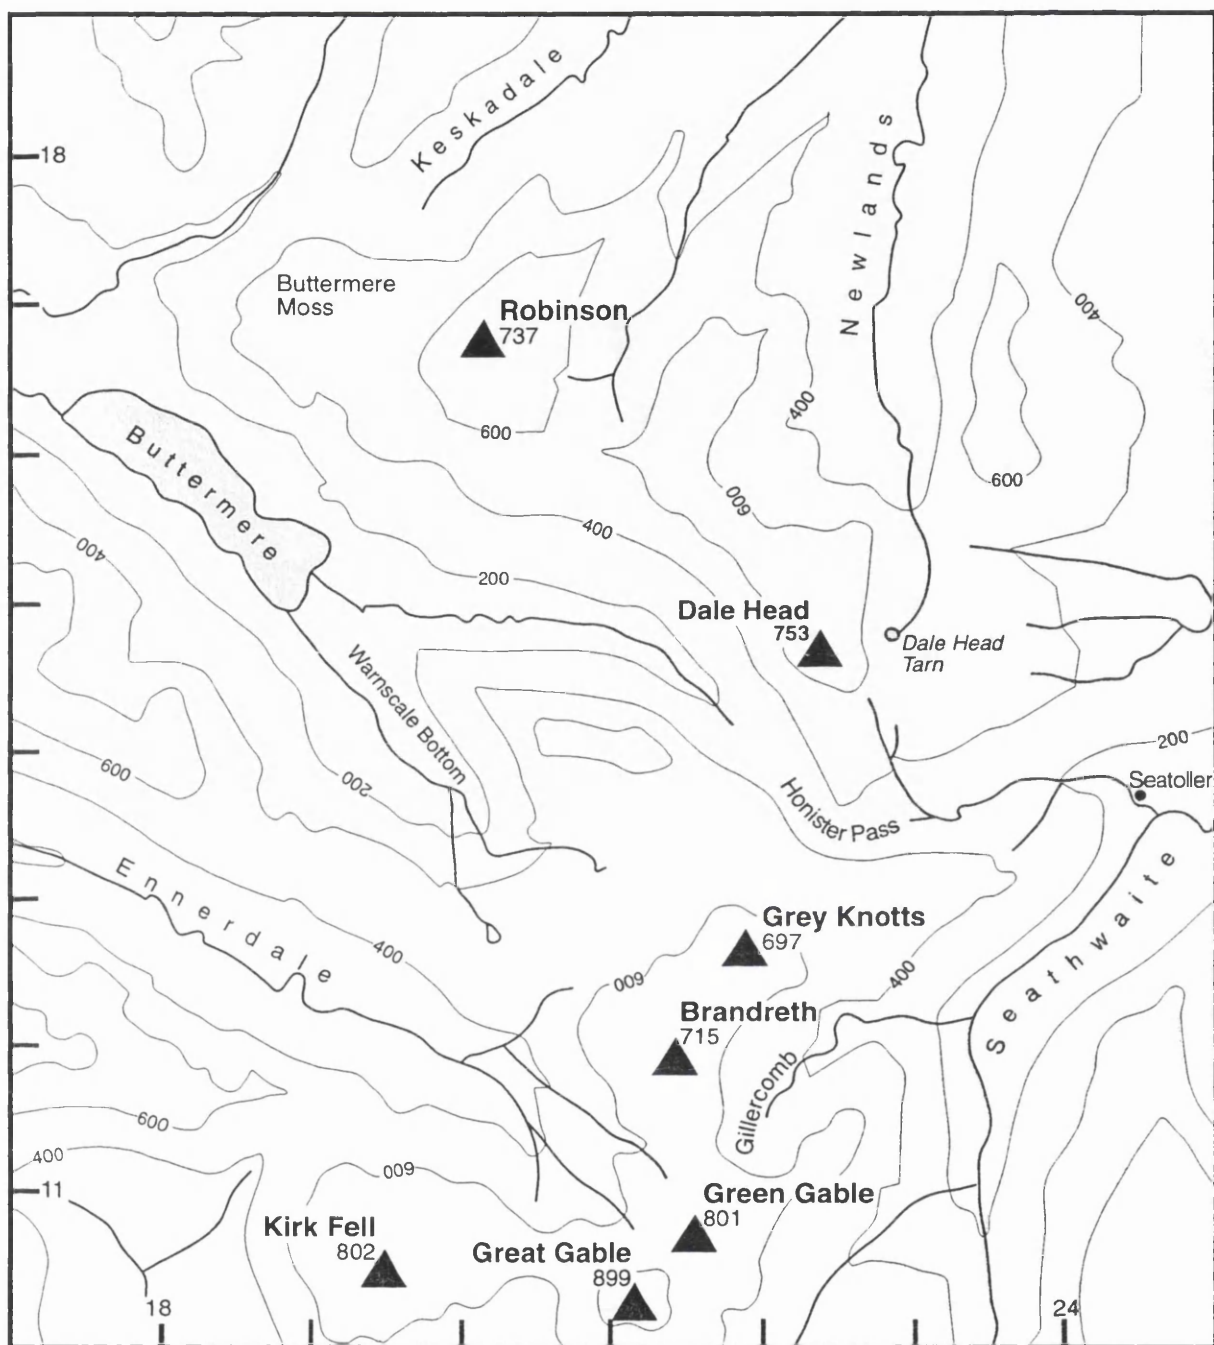 Keskadale
18
Newlands
Buttermere
Moss
Robinson
737
400
600
400
600
Buttermere
600
400
400
200
Dale Head
753
Dale Head
Tarn
Warnscale Bottom
200
600
200
Seatoller
Honister Pass
Ennerdale
Grey Knotts
697
400
600
400
Seathwaite
Brandreth
715
Gillercomb
600
400
600
11
Green Gable
801
Kirk Fell
802
Great Gable
899
18
24